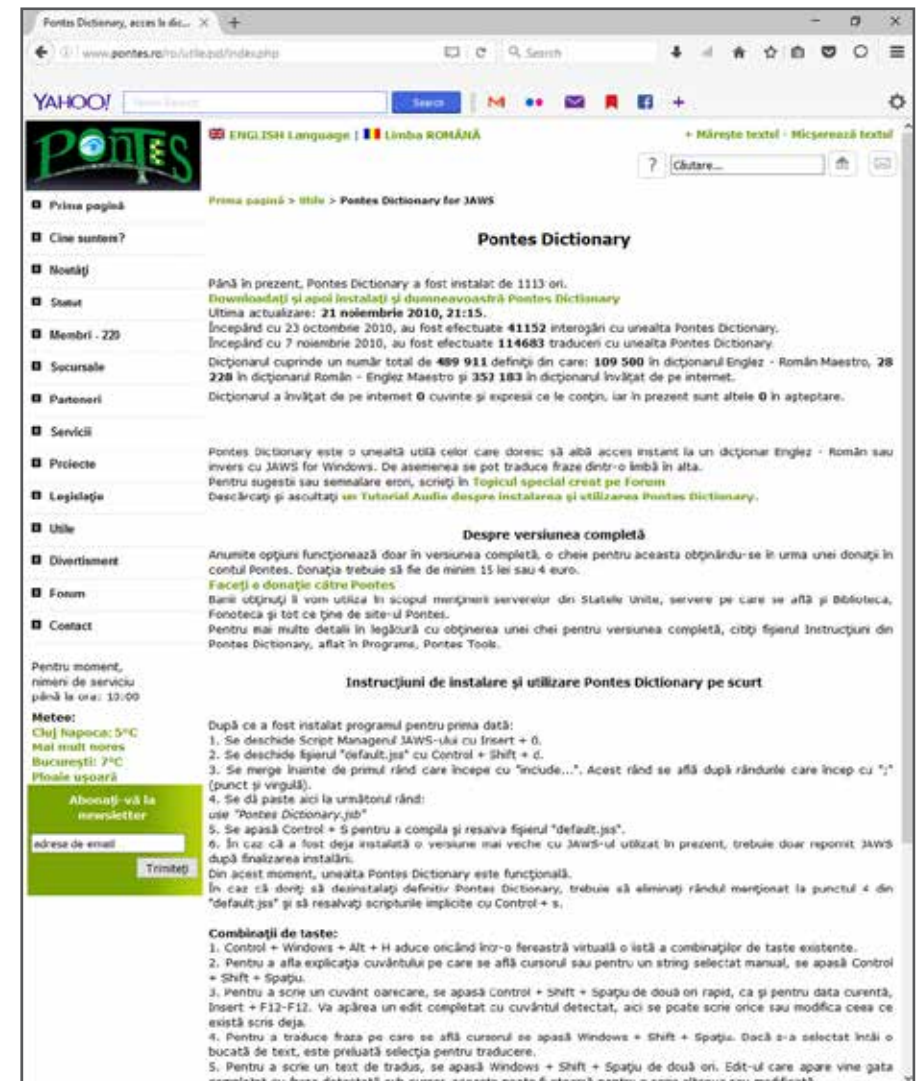 Pontes Dictionary, acces la dic...
www.pontes.ro/ro/utile
Search
YAHOO!
Search
PONTES
ENGLISH Language | Limba ROMÂNĂ
+ Mărește textul - Micșorează textul
? Căutare...
Prima pagină > Utile > Pontes Dictionary for JAWS
Prima pagină
Cine suntem?
Noutăți
Statut
Membri - 220
Sucursale
Parteneri
Servicii
Proiecte
Legislație
Utile
Divertisment
Forum
Contact
Pentru moment,
nimeni de serviciu
până la ora: 10:00
Meteo:
Cluj Napoca: 5°C
Mai mult noros
București: 7°C
Ploaie ușoară
Abonați-vă la
newsletter
adresa de email
Trimiteți
Pontes Dictionary
Până în prezent, Pontes Dictionary a fost instalat de 1113 ori.
Downloadați și apoi instalați și dumneavoastră Pontes Dictionary
Ultima actualizare: 21 noiembrie 2010, 21:15.
Începând cu 23 octombrie 2010, au fost efectuate 41152 interogări cu unealta Pontes Dictionary.
Începând cu 7 noiembrie 2010, au fost efectuate 114683 traduceri cu unealta Pontes Dictionary.
Dicționarul cuprinde un număr total de 489 911 definiții din care: 109 500 în dicționarul Englez - Român Maestro, 28
228 în dicționarul Român - Englez Maestro și 352 183 în dicționarul învățat de pe internet.
Dicționarul a învățat de pe internet 0 cuvinte și expresii ce le conțin, iar în prezent sunt altele 0 în așteptare.
Pontes Dictionary este o unealtă utilă celor care doresc să aibă acces instant la un dicționar Englez - Român sau
invers cu JAWS for Windows. De asemenea se pot traduce fraze dintr-o limbă în alta.
Pentru sugestii sau semnalare erori, scrieți în Topicul special creat pe Forum
Descărcați și ascultați un Tutorial Audio despre instalarea și utilizarea Pontes Dictionary.
Despre versiunea completă
Anumite opțiuni funcționează doar în versiunea completă, o cheie pentru aceasta obținându-se în urma unei donații în
contul Pontes. Donația trebuie să fie de minim 15 lei sau 4 euro.
Faceți o donație către Pontes
Banii obținuți îi vom utiliza în scopul menținerii serverelor din Statele Unite, servere pe care se află și Biblioteca,
Fonoteca și tot ce ține de site-ul Pontes.
Pentru mai multe detalii în legătură cu obținerea unei chei pentru versiunea completă, citiți fișierul Instrucțiuni din
Pontes Dictionary, aflat în Programe, Pontes Tools.
Instrucțiuni de instalare și utilizare Pontes Dictionary pe scurt
După ce a fost instalat programul pentru prima dată:
1. Se deschide Script Managerul JAWS-ului cu Insert + 0.
2. Se deschide fișierul "default.jss" cu Control + Shift + d.
3. Se merge înainte de primul rând care începe cu "include...". Acest rând se află după rândurile care încep cu ";"
(punct și virgulă).
4. Se dă paste aici la următorul rând:
use "Pontes Dictionary.jsb"
5. Se apasă Control + S pentru a compila și resalva fișierul "default.jss".
6. În caz că a fost deja instalată o versiune mai veche cu JAWS-ul utilizat în prezent, trebuie doar repornit JAWS
după finalizarea instalării.
Din acest moment, unealta Pontes Dictionary este funcțională.
În caz că doriți să dezinstalați definitiv Pontes Dictionary, trebuie să eliminați rândul menționat la punctul 4 din
"default.jss" și să resalvați scripturile implicite cu Control + s.
Combinații de taste:
1. Control + Windows + Alt + H aduce oricând într-o fereastră virtuală o listă a combinațiilor de taste existente.
2. Pentru a afla explicația cuvântului pe care se află cursorul sau pentru un string selectat manual, se apasă Control
+ Shift + Spațiu.
3. Pentru a scrie un cuvânt oarecare, se apasă Control + Shift + Spațiu de două ori rapid, ca și pentru data curentă,
Insert + F12-F12. Va apărea un edit completat cu cuvântul detectat, aici se poate scrie orice sau modifica ceea ce
există scris deja.
4. Pentru a traduce fraza pe care se află cursorul se apasă Windows + Shift + Spațiu. Dacă s-a selectat întâi o
bucată de text, este preluată selecția pentru traducere.
5. Pentru a scrie un text de tradus, se apasă Windows + Shift + Spațiu de două ori. Edit-ul care apare vine gata